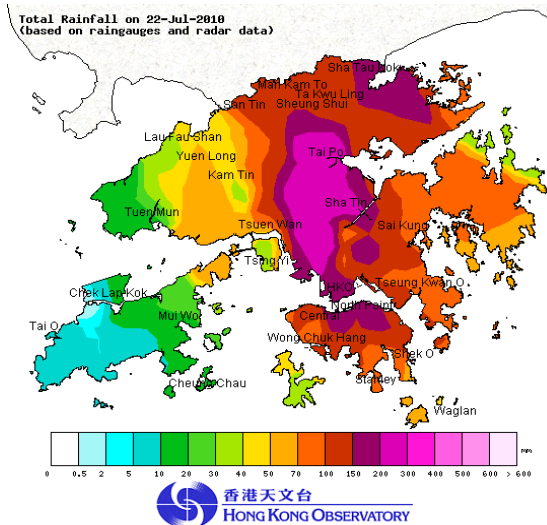 Total Rainfall on 22-Jul-2010
(based on raingauges and radar data)
Sha Tau Kok
Man Kam To
Ta Kwu Ling
San Tin
Sheung Shui
Lau Fau Shan
Yuen Long
Tai Po
Kam Tin
Sha Tin
Tuen Mun
Tsuen Wan
Sai Kung
Tsing Yi
Chek Lap Kok
HKO
Tseung Kwan O
North Point
Mui Wo
Central
Tai O
Wong Chuk Hang
Shek O
Cheung Chau
Stanley
Waglan
0 0.5 2 5 10 20 30 40 50 70 100 150 200 300 400 500 600 > 600
mm
香港天文台
HONG KONG OBSERVATORY